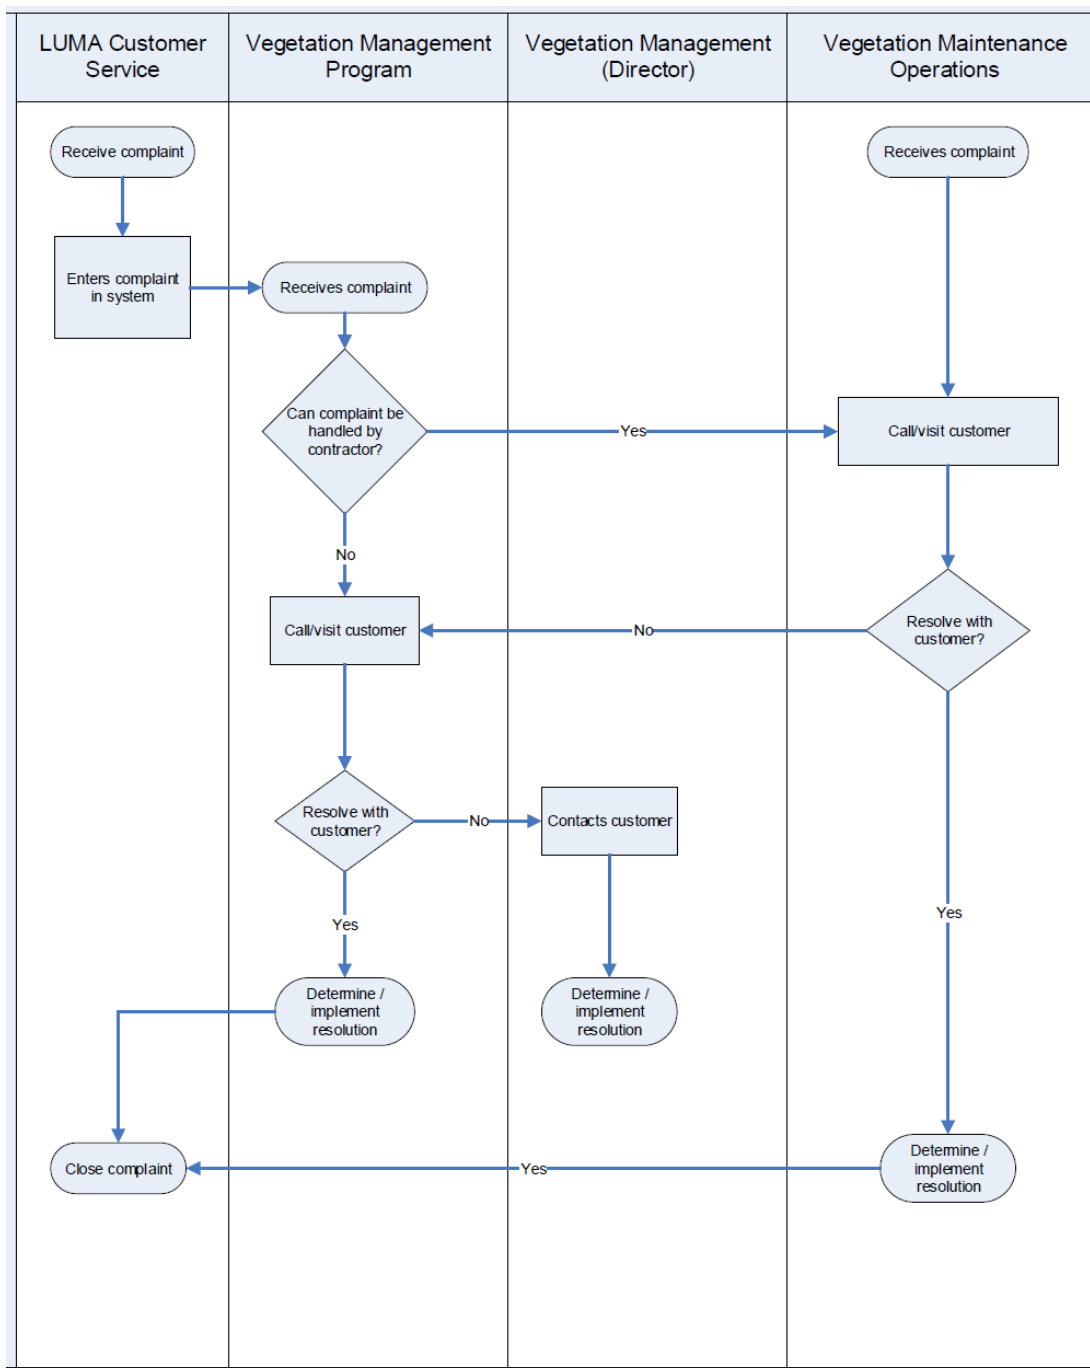 LUMA Customer
Service
Vegetation Management
Program
Vegetation Management
(Director)
Vegetation Maintenance
Operations
Receive complaint
Receives complaint
Enters complaint
in system
Receives complaint
Can complaint be
handled by
contractor?
Yes
Call/visit customer
No
Call/visit customer
No
Resolve with
customer?
Resolve with
customer?
No
Contacts customer
Yes
Yes
Determine /
implement
resolution
Determine /
implement
resolution
Close complaint
Yes
Determine /
implement
resolution